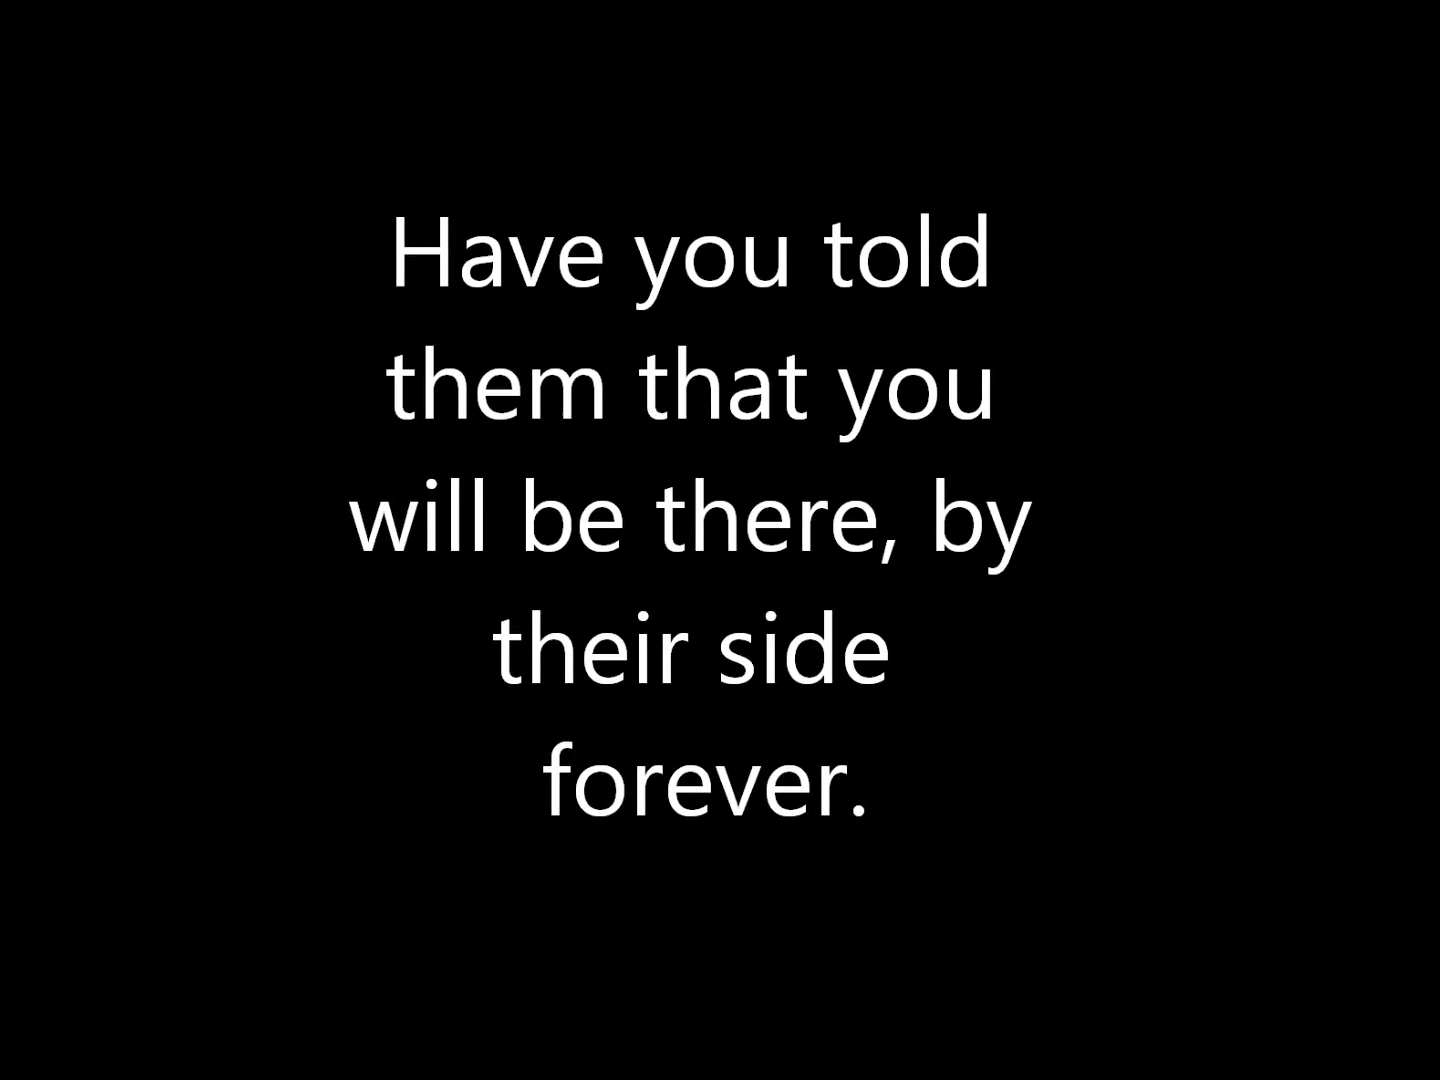 Have you told
them that you
will be there, by
their side
forever.